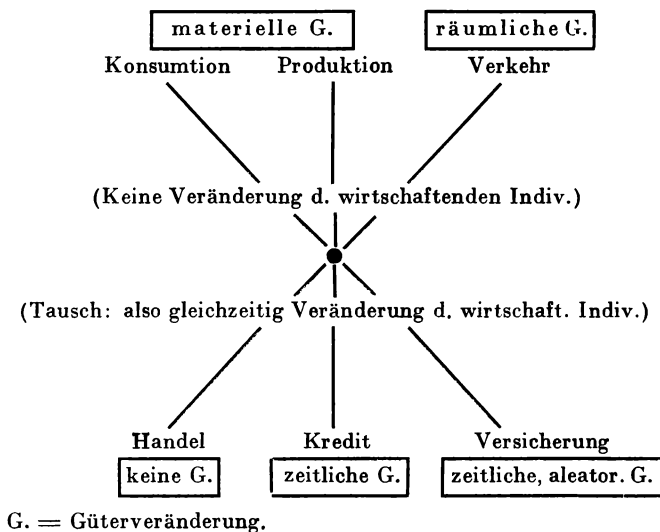 materielle G. räumliche G.
Konsumtion Produktion Verkehr
(Keine Veränderung d. wirtschaftenden Indiv.)
(Tausch: also gleichzeitig Veränderung d. wirtschaft. Indiv.)
Handel Kredit Versicherung
keine G. zeitliche G. zeitliche, aleator. G.
G. = Güterveränderung.